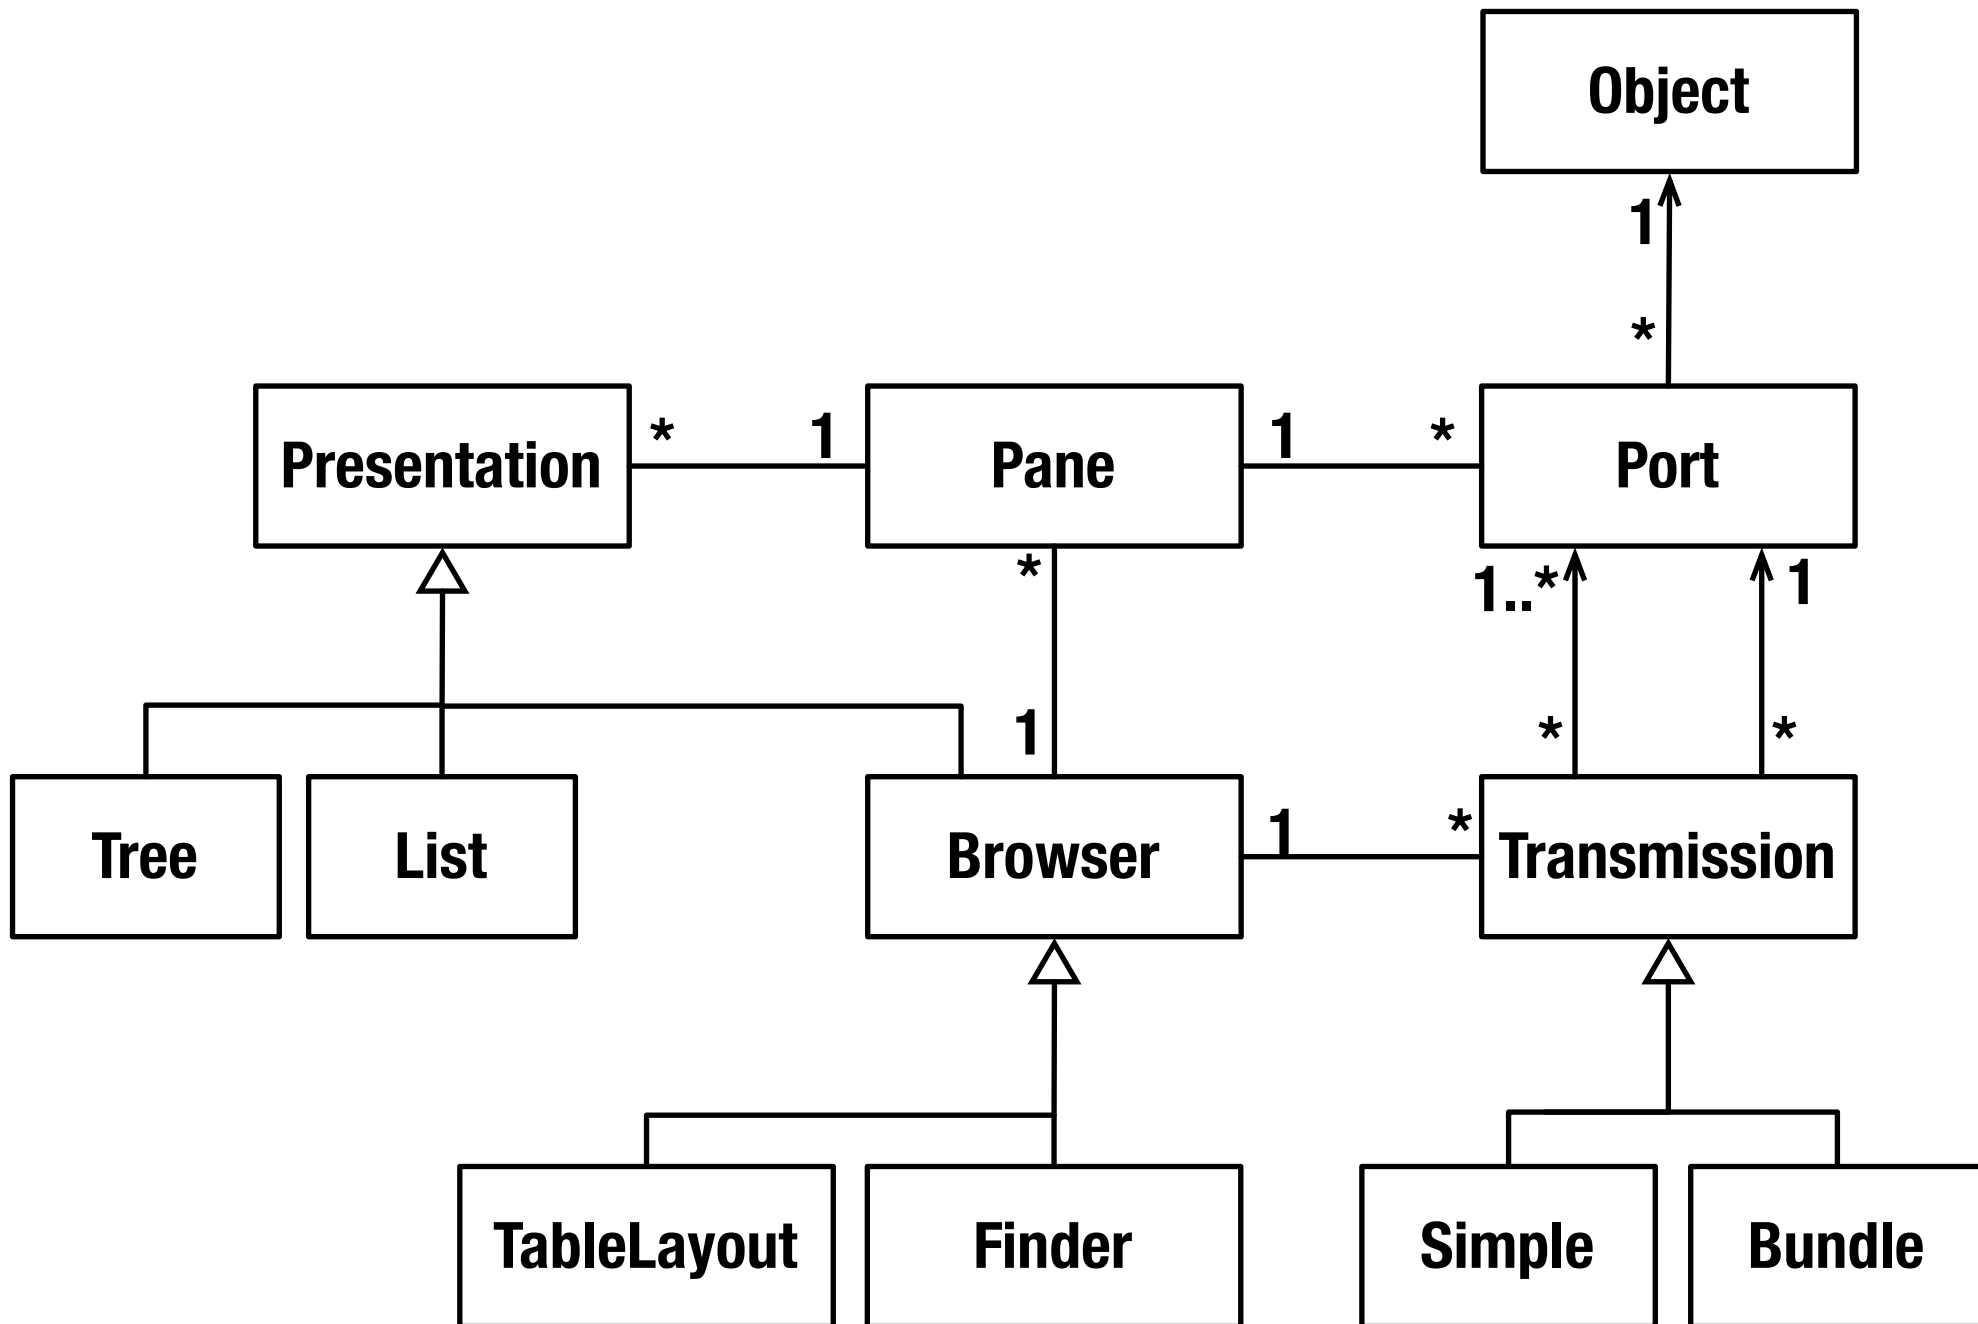 Object
1
*
Presentation
*
1
Pane
1
*
Port
*
1
1..*
*
1
*
Tree
List
Browser
1
*
Transmission
TableLayout
Finder
Simple
Bundle